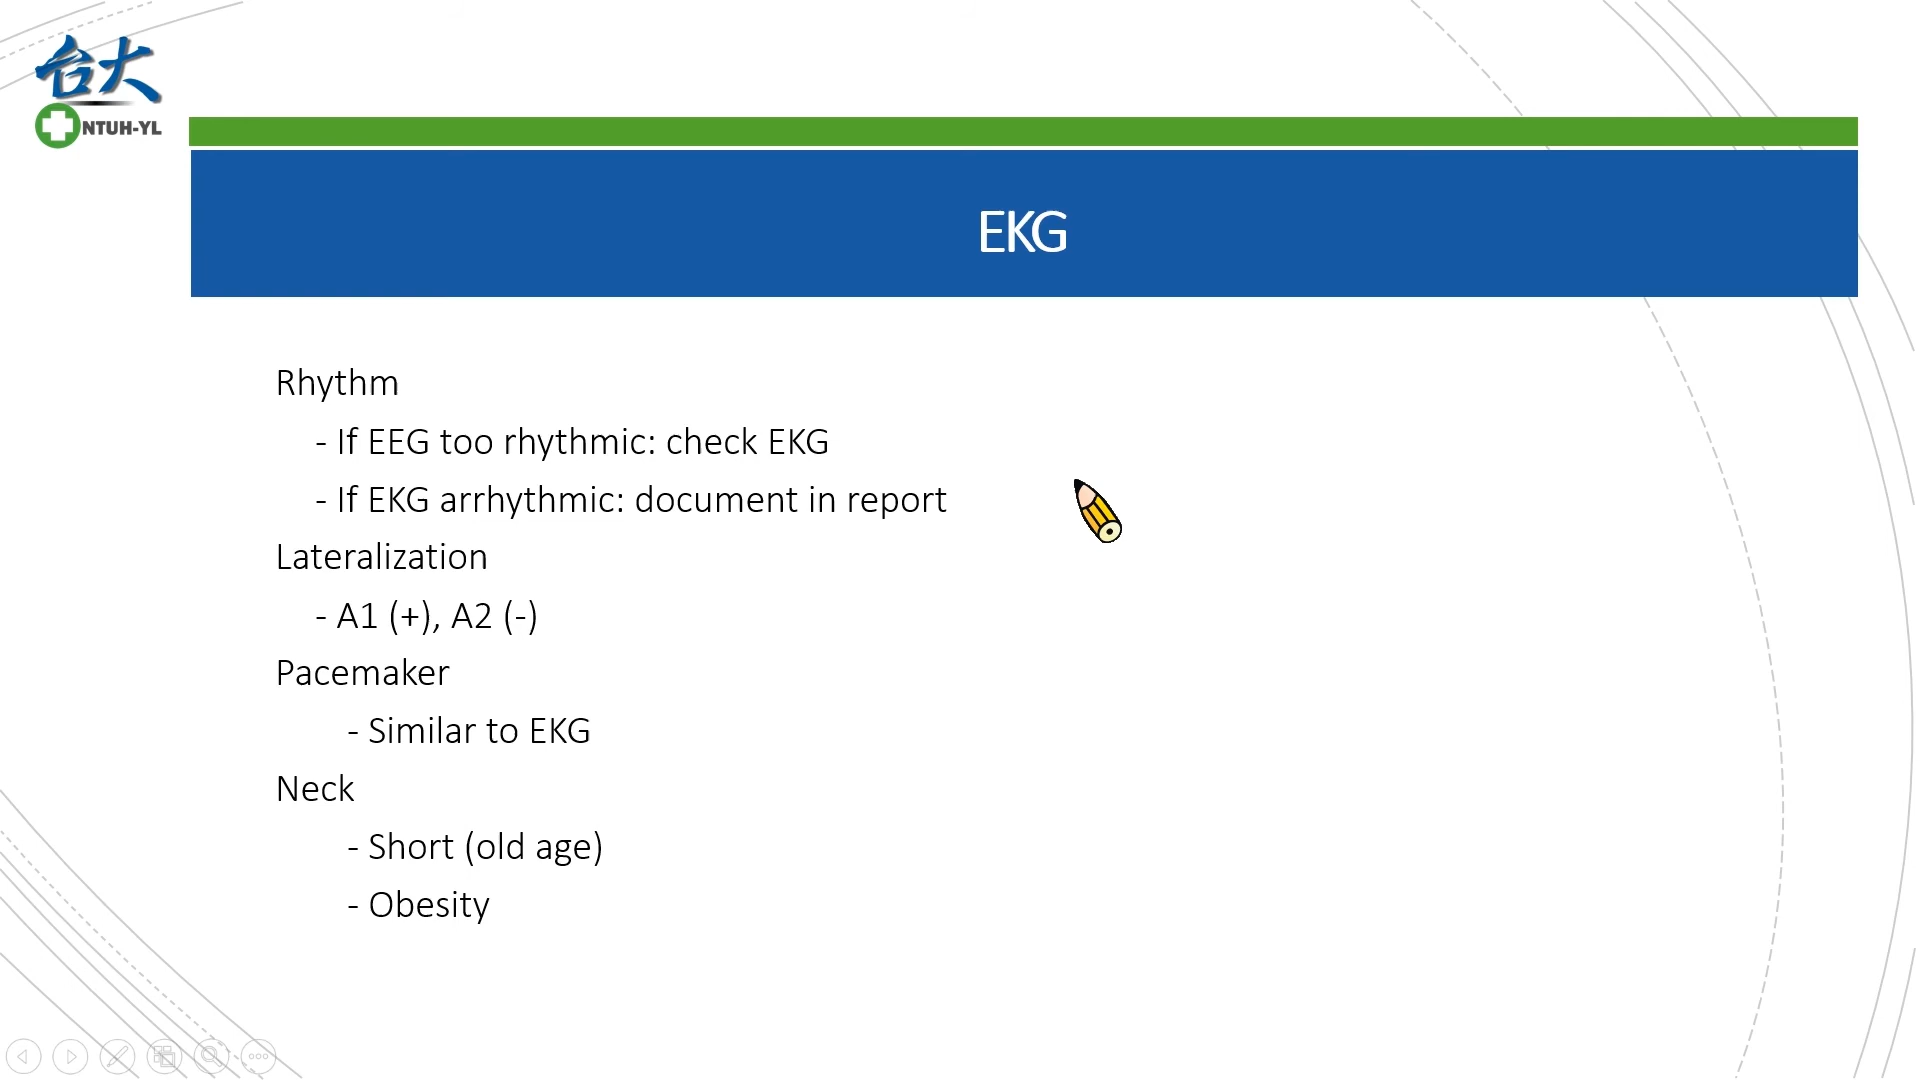 台大
NTUH-YL
EKG
Rhythm
- If EEG too rhythmic: check EKG
- If EKG arrhythmic: document in report
Lateralization
- A1 (+), A2 (-)
Pacemaker
- Similar to EKG
Neck
- Short (old age)
- Obesity